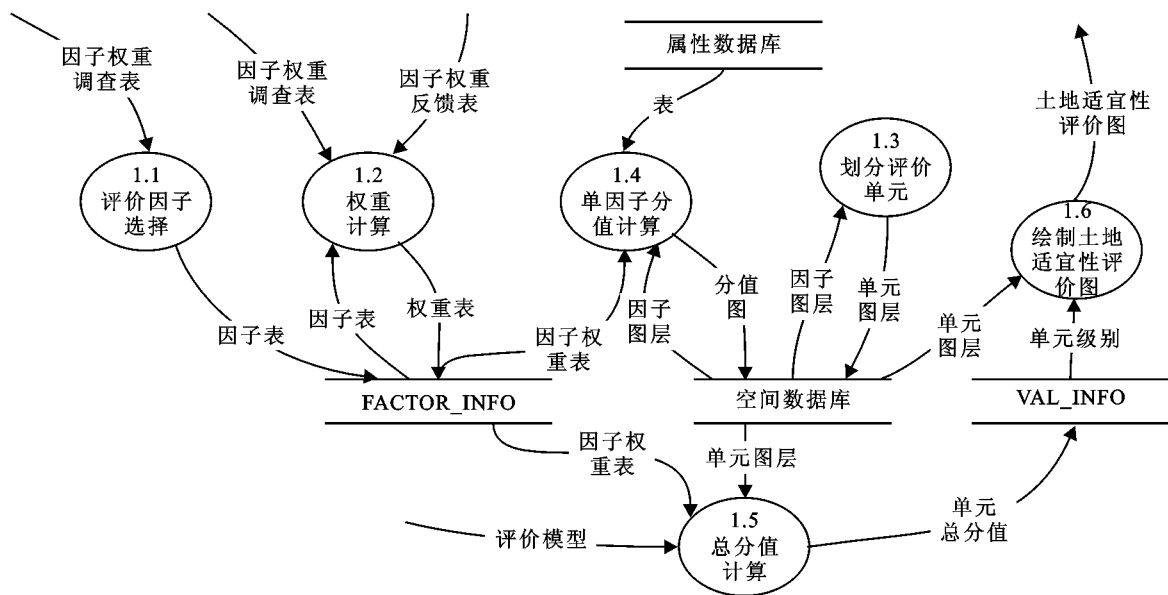 因子权重
调查表
因子权重
调查表
因子权重
反馈表
属性数据库
表
土地适宜性
评价图
1.1
评价因子
选择
1.2
权重
计算
1.4
单因子分
值计算
1.3
划分评价
单元
1.6
绘制土地
适宜性评
价图
因子表
因子表
权重表
因子权
重表
因子
图层
分值
图
因子
图层
单元
图层
单元
图层
单元级别
FACTOR_INFO
空间数据库
VAL_INFO
因子权
重表
单元图层
评价模型
1.5
总分值
计算
单元
总分值